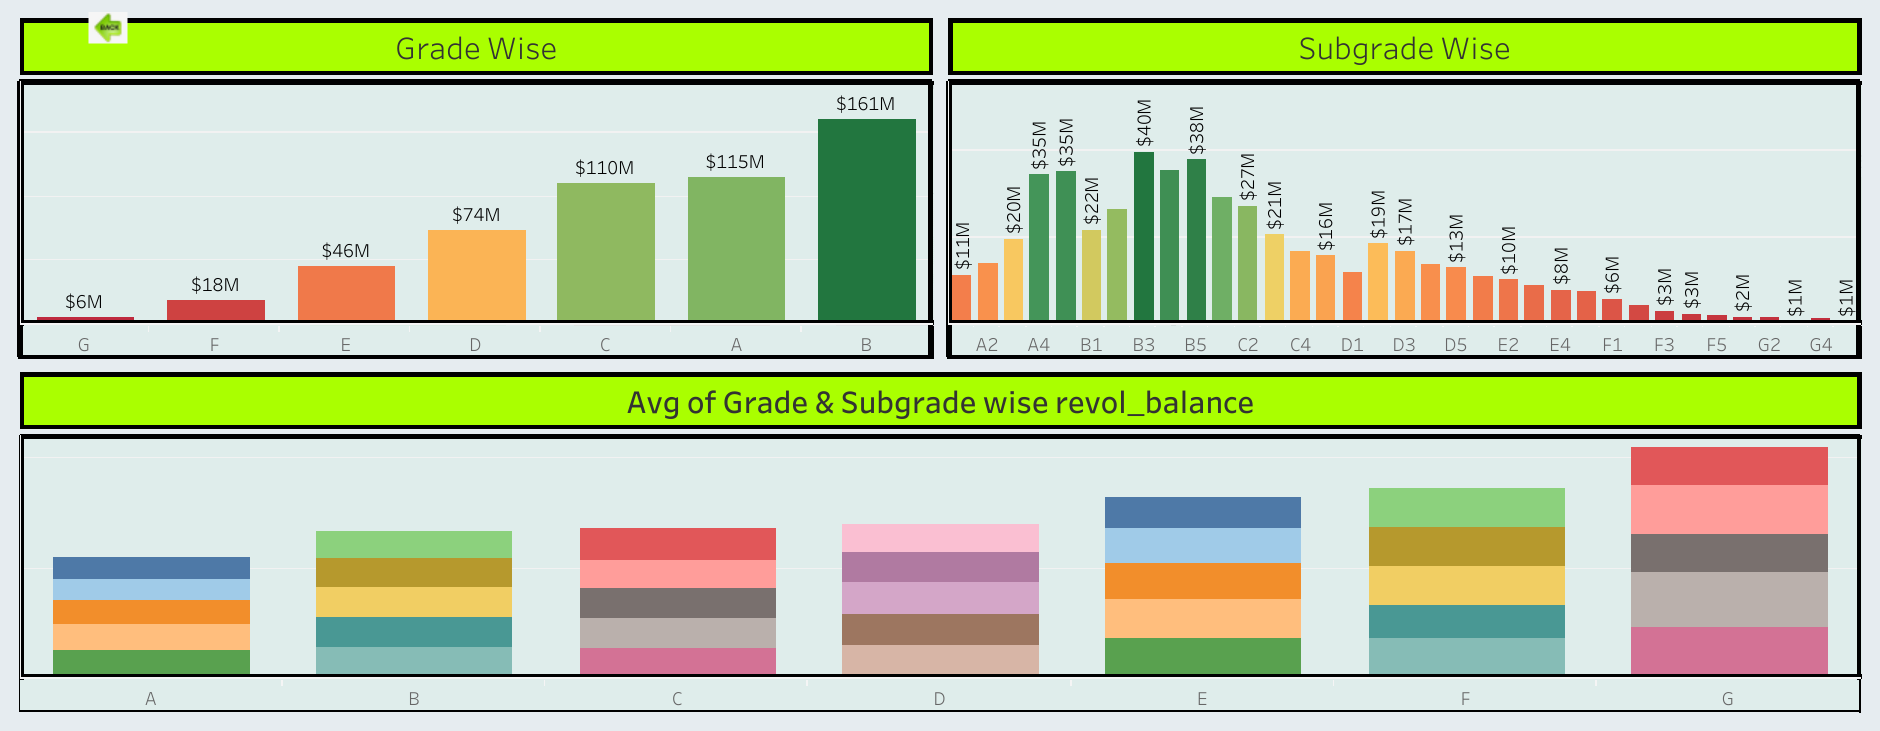 BACK
Grade Wise
$6M $18M $46M $74M $110M $115M $161M
G F E D C A B
Subgrade Wise
$11M $20M $35M $35M $22M $40M $38M $27M $21M $16M $19M $17M $13M $10M $8M $6M $3M $3M $2M $1M $1M
A2 A4 B1 B3 B5 C2 C4 D1 D3 D5 E2 E4 F1 F3 F5 G2 G4
Avg of Grade & Subgrade wise revol_balance
A B C D E F G